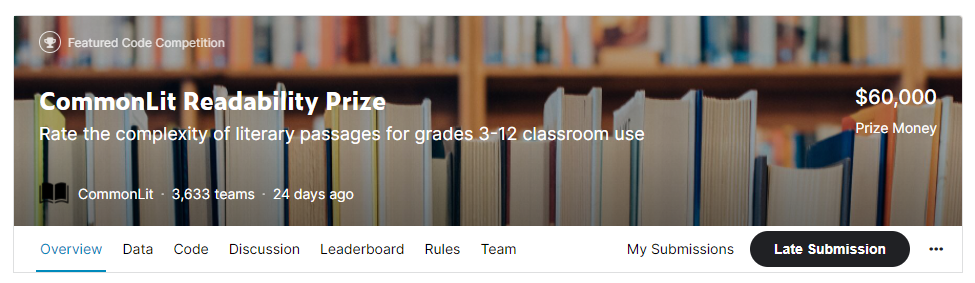 Featured Code Competition
CommonLit Readability Prize
$60,000
Rate the complexity of literary passages for grades 3-12 classroom use
Prize Money
CommonLit · 3,633 teams · 24 days ago
Overview Data Code Discussion Leaderboard Rules Team My Submissions Late Submission